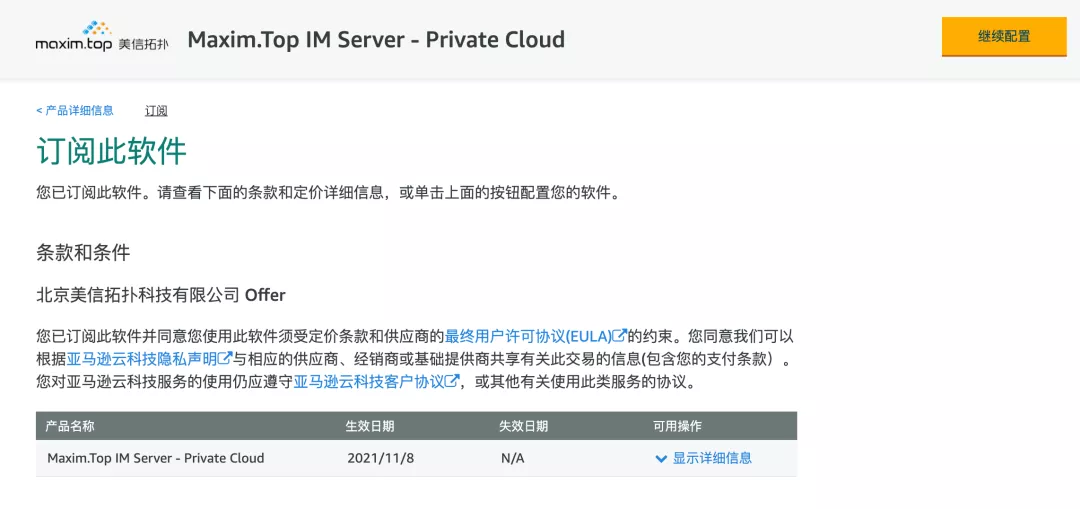 maxim.top 美信拓扑
Maxim.Top IM Server - Private Cloud
继续配置
< 产品详细信息 订阅
订阅此软件
您已订阅此软件。请查看下面的条款和定价详细信息，或单击上面的按钮配置您的软件。
条款和条件
北京美信拓扑科技有限公司 Offer
您已订阅此软件并同意您使用此软件须受定价条款和供应商的最终用户许可协议(EULA)的约束。您同意我们可以
根据亚马逊云科技隐私声明与相应的供应商、经销商或基础提供商共享有关此交易的信息(包含您的支付条款）。
您对亚马逊云科技服务的使用仍应遵守亚马逊云科技客户协议，或其他有关使用此类服务的协议。
产品名称 生效日期 失效日期 可用操作
Maxim.Top IM Server - Private Cloud 2021/11/8 N/A 显示详细信息